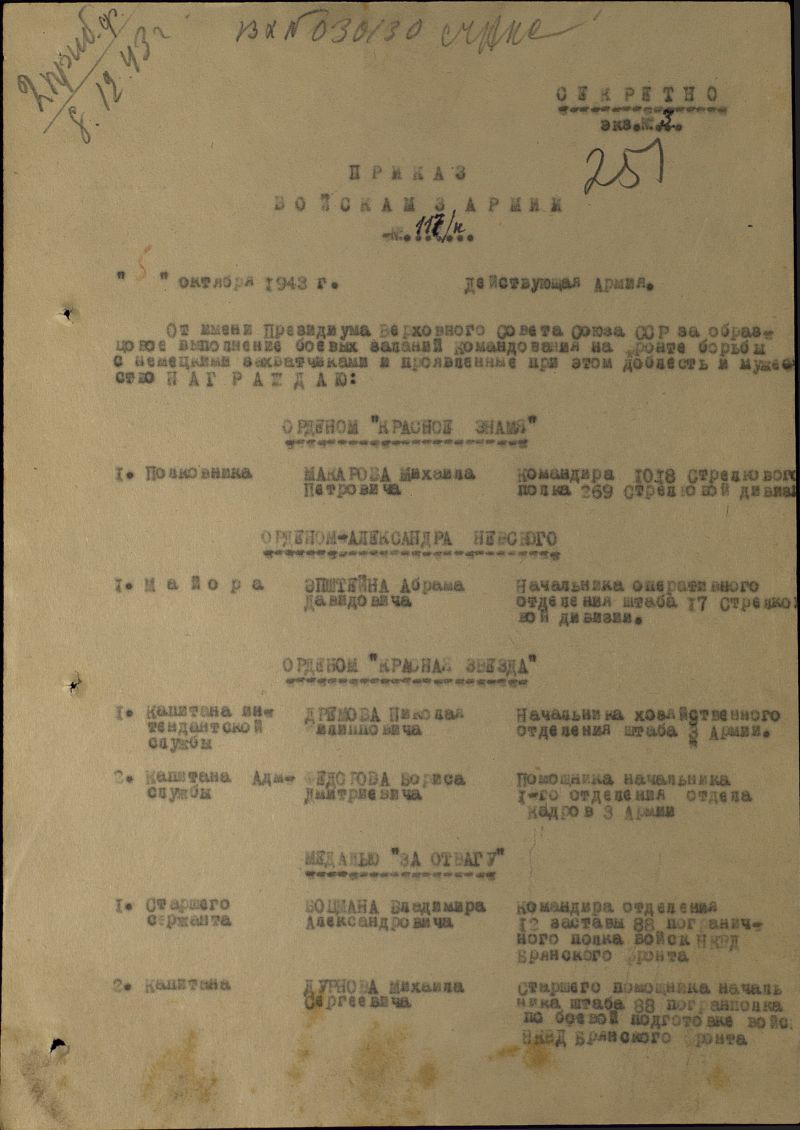 вх N 030130
8.12.43г
СЕКРЕТНО
экз.№.3.
251
ПРИКАЗ
ВОЙСКАМ 3 АРМИИ
№.117/н
" 5 " октября 1943 г. Действующая Армия.
От имени Президиума Верховного Совета Союза ССР за образ-
цовое выполнение боевых заданий командования на фронте борьбы
с немецкими захватчиками и проявленные при этом доблесть и муже
ство Н А Г Р А Ж Д А Ю:
ОРДЕНОМ "КРАСНОЕ ЗНАМЯ"
1. Полковника МАКАРОВА Михаила Командира 1018 Стрелкового
Петровича полка 269 Стрелковой дивизи
ОРДЕНОМ-АЛЕКСАНДРА НЕВСКОГО
1. М а й о р а ЭПШТЕЙНА Абрама Начальника оперативного
Давидовича отделения штаба 17 Стрелко
вой дивизии.
ОРДЕНОМ "КРАСНАЯ ЗВЕЗДА"
1. Капитана ин- ДРЕМОВА Николая Начальника хозяйственного
тендантской Филипповича отделения штаба 3 Армии.
службы
2. Капитана Адм- ФЕДОТОВА Бориса Помощника начальника
службы Дмитриевича 1-го отделения отдела
кадров 3 Армии
МЕДАЛЬЮ "ЗА ОТВАГУ"
1. Старшего БОЦМАНА Владимира Командира отделения
сержанта Александровича 12 заставы 88 погранич-
ного полка войск НКВД
Брянского фронта
2. Капитана ДУРНОВА Михаила Старшего помощника началь
Сергеевича ника штаба 88 погранполка
по боевой подготовке войс
НКВД Брянского фронта